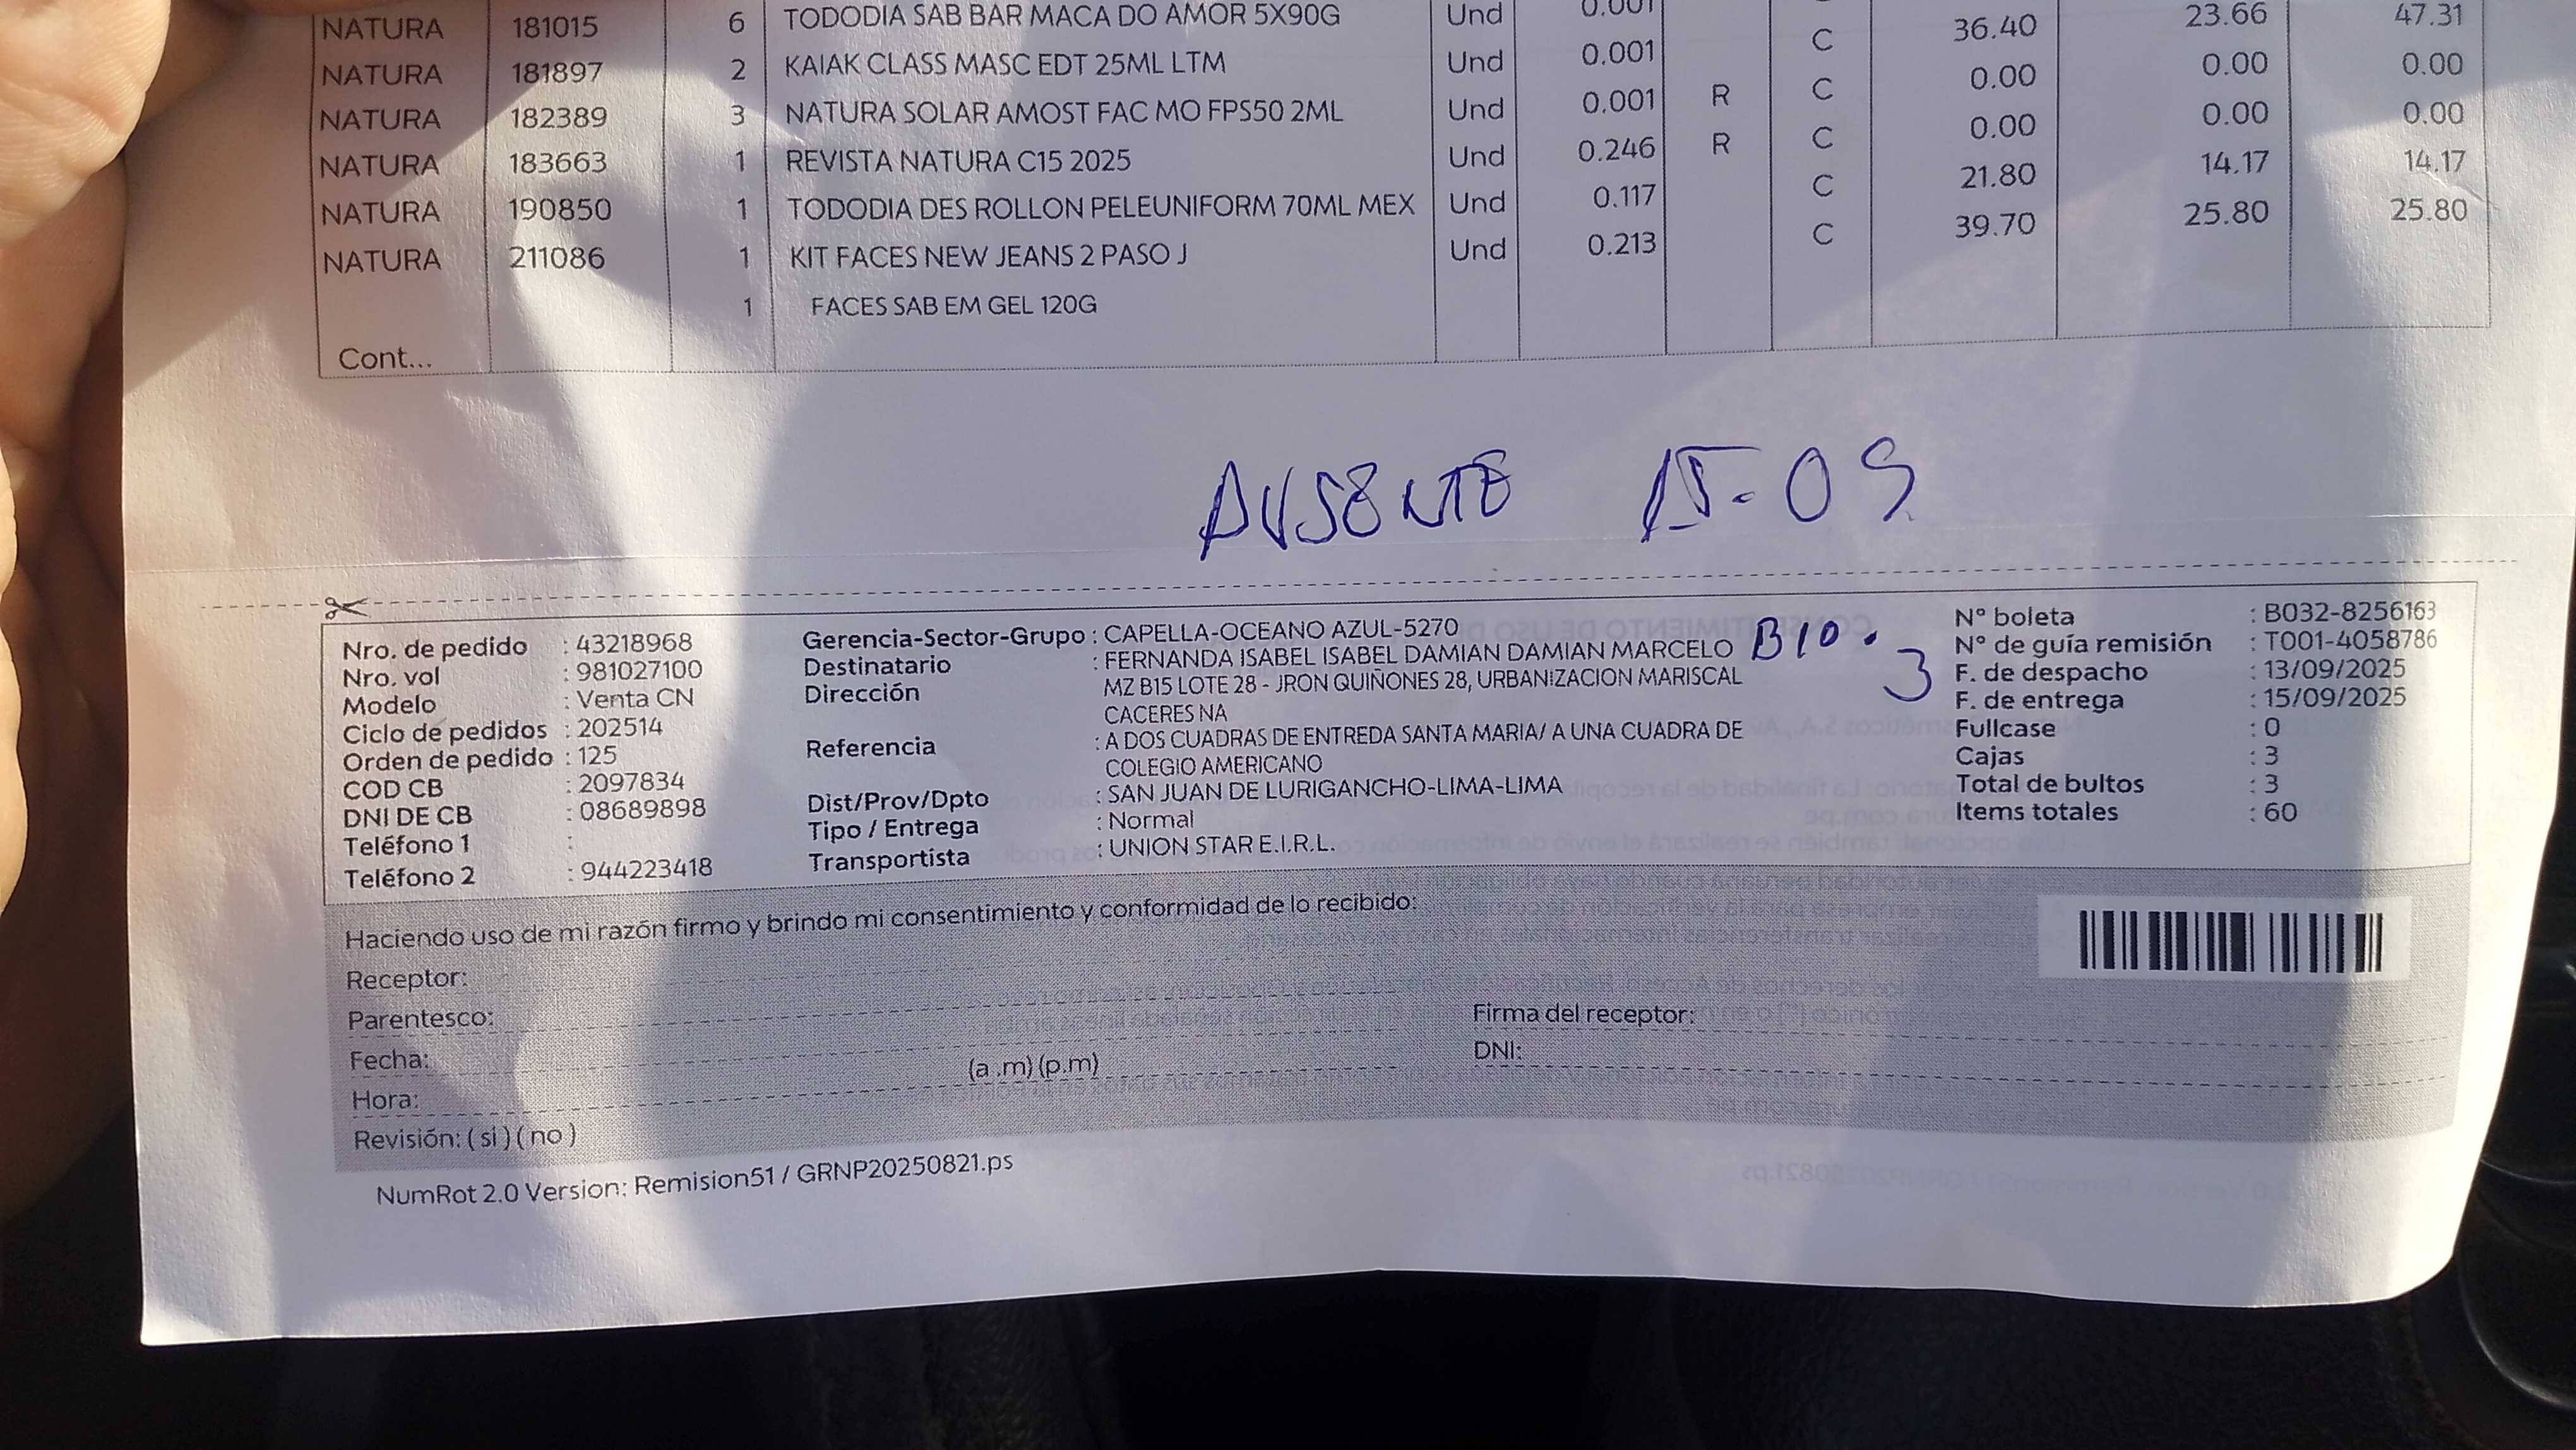 NATURA 181015 6 TODODIA SAB BAR MACA DO AMOR 5X90G Und 0.001 C 36.40 23.66 47.31
NATURA 181897 2 KAIAK CLASS MASC EDT 25ML LTM Und 0.001 C 0.00 0.00 0.00
NATURA 182389 3 NATURA SOLAR AMOST FAC MO FPS50 2ML Und 0.001 R C 0.00 0.00 0.00
NATURA 183663 1 REVISTA NATURA C15 2025 Und 0.246 R C 21.80 14.17 14.17
NATURA 190850 1 TODODIA DES ROLLON PELEUNIFORM 70ML MEX Und 0.117 C 39.70 25.80 25.80
NATURA 211086 1 KIT FACES NEW JEANS 2 PASO J Und 0.213 C
1 FACES SAB EM GEL 120G
Cont...
AUSENTE 15-09
Nro. de pedido : 43218968
Nro. vol : 981027100
Modelo : Venta CN
Ciclo de pedidos : 202514
Orden de pedido : 125
COD CB : 2097834
DNI DE CB : 08689898
Teléfono 1 :
Teléfono 2 : 944223418
Gerencia-Sector-Grupo : CAPELLA-OCEANO AZUL-5270
Destinatario : FERNANDA ISABEL ISABEL DAMIAN DAMIAN MARCELO
Dirección MZ B15 LOTE 28 - JRON QUIÑONES 28, URBANIZACION MARISCAL
CACERES NA
Referencia : A DOS CUADRAS DE ENTREDA SANTA MARIA/ A UNA CUADRA DE
COLEGIO AMERICANO
Dist/Prov/Dpto : SAN JUAN DE LURIGANCHO-LIMA-LIMA
Tipo / Entrega : Normal
Transportista : UNION STAR E.I.R.L.
B10.
3
N° boleta : B032-8256163
N° de guía remisión : T001-4058786
F. de despacho : 13/09/2025
F. de entrega : 15/09/2025
Fullcase : 0
Cajas : 3
Total de bultos : 3
Items totales : 60
Haciendo uso de mi razón firmo y brindo mi consentimiento y conformidad de lo recibido:
Receptor:
Parentesco:
Fecha:
(a .m) (p.m)
Hora:
Revisión: ( si ) ( no )
Firma del receptor:
DNI:
NumRot 2.0 Version: Remision51 / GRNP20250821.ps